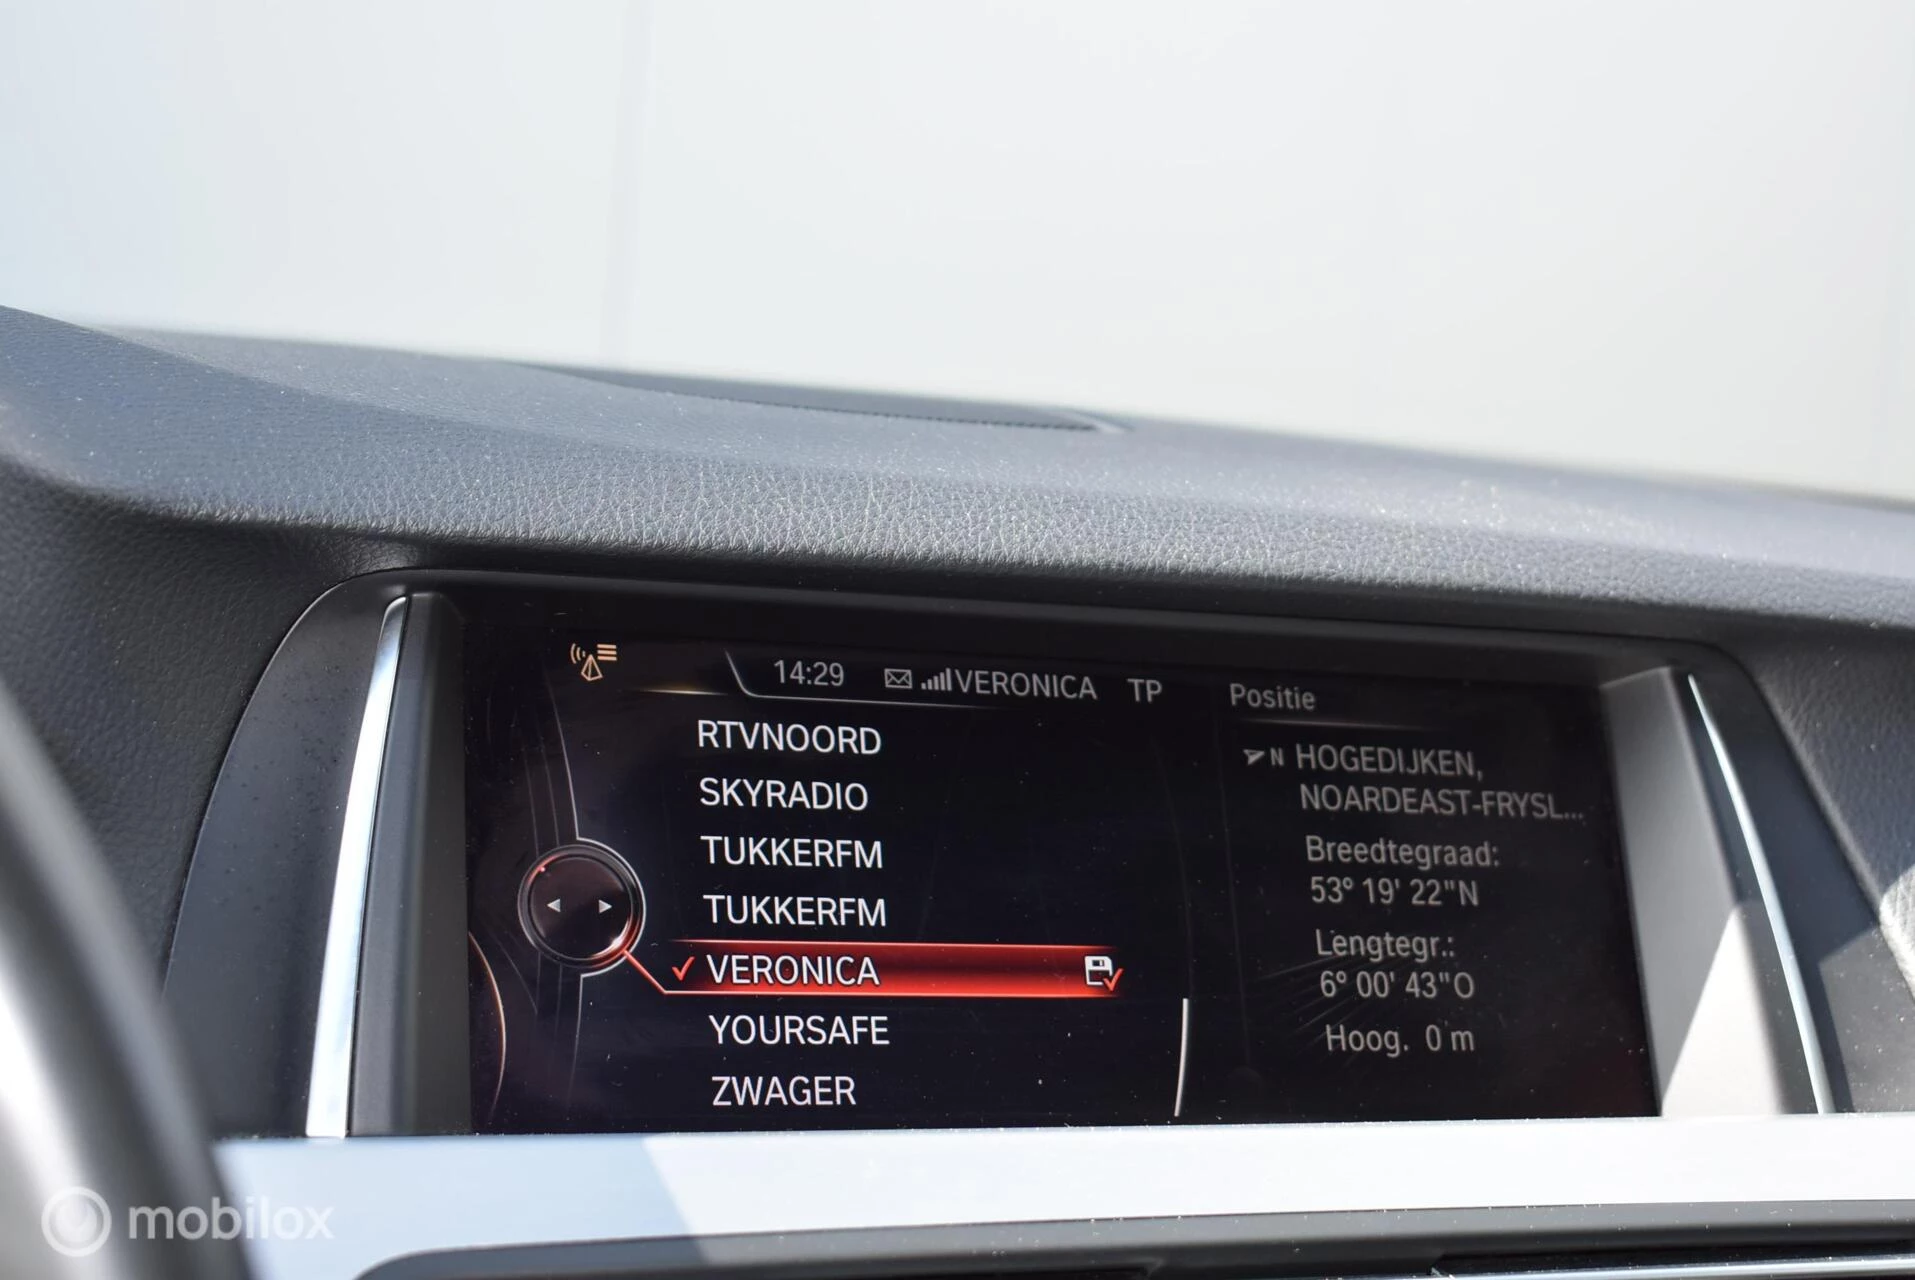 14:29 VERONICA TP
RTVNOORD
SKYRADIO
TUKKERFM
TUKKERFM
VERONICA
YOURSAFE
ZWAGER
Positie
N HOGEDIJKEN,
NOARDEAST-FRYSL...
Breedtegraad:
53° 19' 22"N
Lengtegr.:
6° 00' 43"O
Hoog. 0 m
mobilox